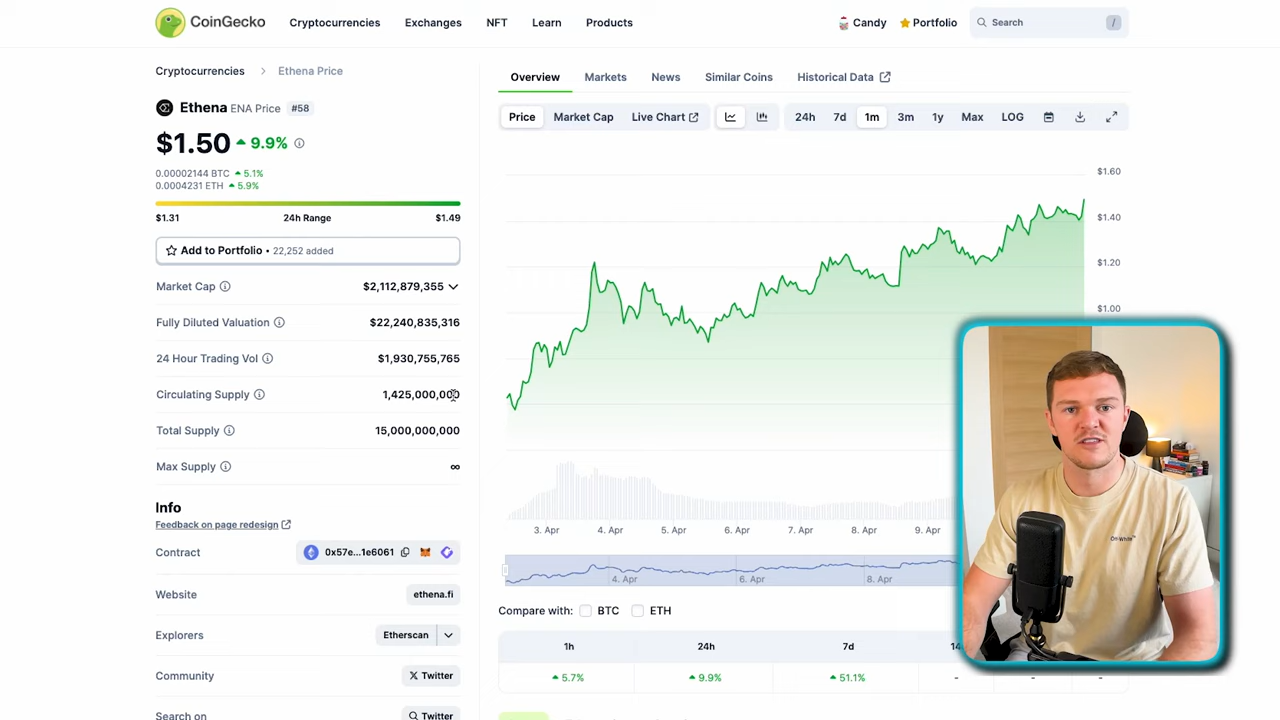 CoinGecko
Cryptocurrencies
Exchanges
NFT
Learn
Products
Candy
Portfolio
Search
/
Cryptocurrencies > Ethena Price
Ethena ENA Price #58
$1.50 9.9%
0.00002144 BTC 5.1%
0.0004231 ETH 5.9%
$1.31 24h Range $1.49
Add to Portfolio • 22,252 added
Market Cap $2,112,879,355
Fully Diluted Valuation $22,240,835,316
24 Hour Trading Vol $1,930,755,765
Circulating Supply 1,425,000,000
Total Supply 15,000,000,000
Max Supply ∞
Info
Feedback on page redesign
Contract 0x57e...1e6061
Website ethena.fi
Explorers Etherscan
Community X Twitter
Search on Twitter
Overview Markets News Similar Coins Historical Data
Price Market Cap Live Chart 24h 7d 1m 3m 1y Max LOG
$1.60
$1.40
$1.20
$1.00
3. Apr 4. Apr 5. Apr 6. Apr 7. Apr 8. Apr 9. Apr
4. Apr 6. Apr 8. Apr
Compare with: BTC ETH
1h 24h 7d
5.7% 9.9% 51.1% - - -
Off-White™